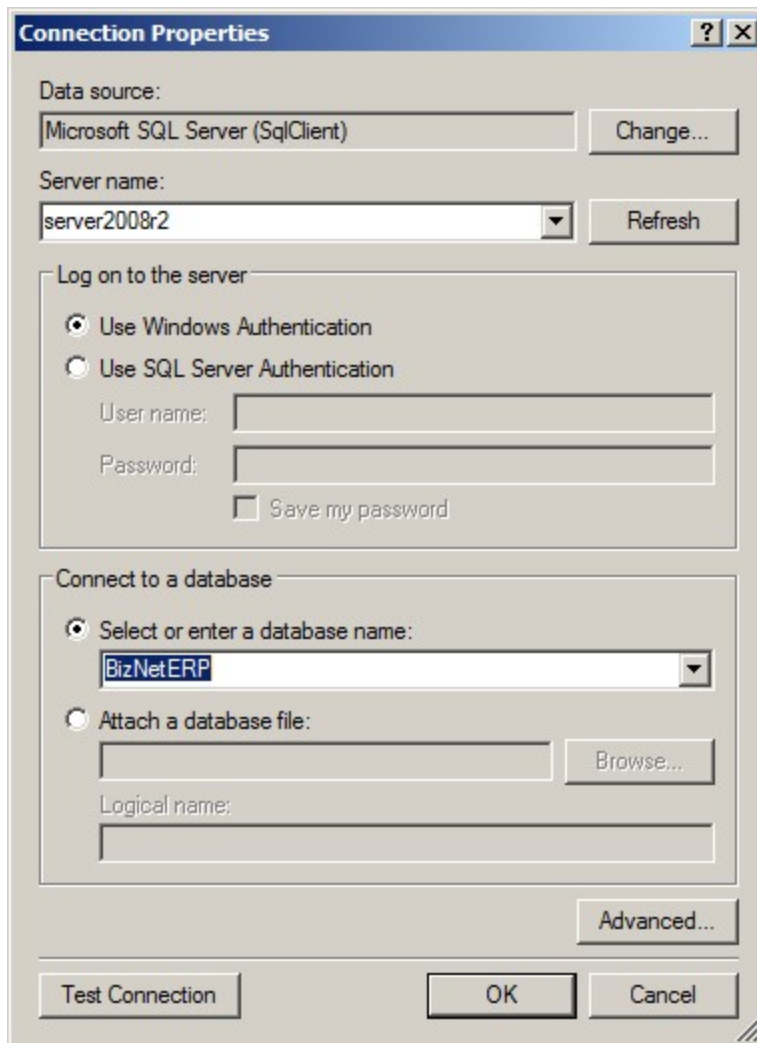 Connection Properties
Data source:
Microsoft SQL Server (SqlClient)
Change...
Server name:
server2008r2
Refresh
Log on to the server
Use Windows Authentication
Use SQL Server Authentication
User name:
Password:
Save my password
Connect to a database
Select or enter a database name:
BizNetERP
Attach a database file:
Browse...
Logical name:
Advanced...
Test Connection
OK
Cancel